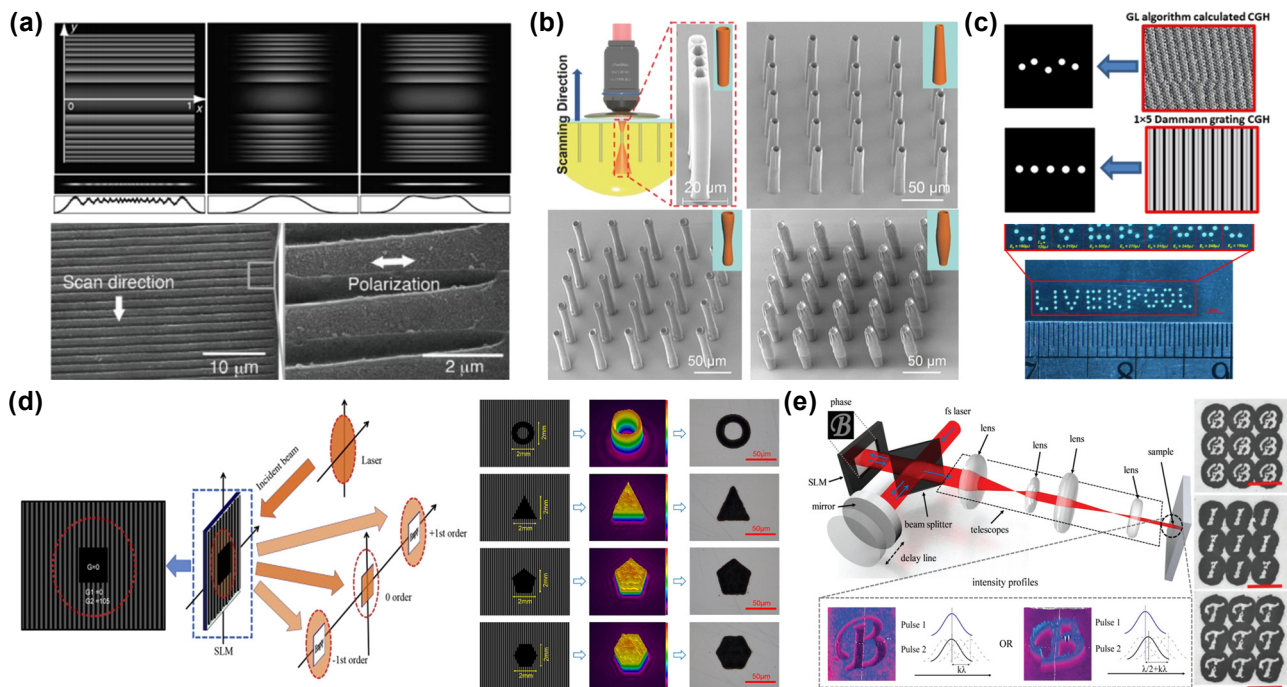 (a)
y
0
1
x
Scan direction
10 μm
Polarization
2 μm
(b)
Scanning Direction
20 μm
50 μm
50 μm
50 μm
(c)
GL algorithm calculated CGH
1×5 Dammann grating CGH
LIVERPOOL
7
8
9
(d)
G=0
G1 =0
G2 =105
SLM
Incident beam
Laser
+1st order
0 order
-1st order
2mm
2mm
50μm
2mm
2mm
50μm
2mm
2mm
50μm
2mm
2mm
50μm
(e)
phase
B
fs laser
lens
lens
lens
sample
SLM
mirror
beam splitter
telescopes
delay line
intensity profiles
B
Pulse 1
Pulse 2
kλ
OR
B
Pulse 1
Pulse 2
λ/2+kλ
B B B
B B B
B B B
I I I
I I I
I I I
T T T
T T T
T T T